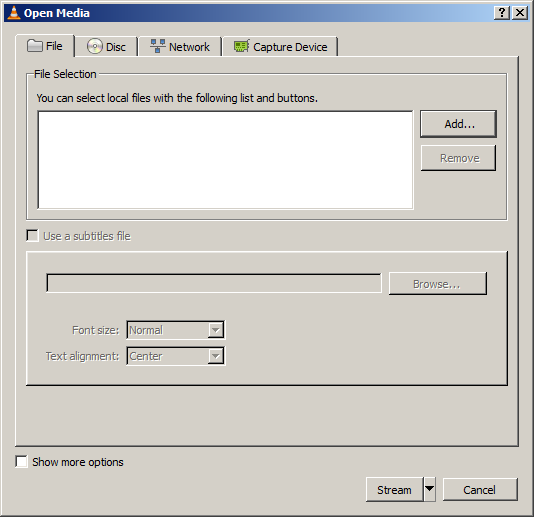 Open Media
File
Disc
Network
Capture Device
File Selection
You can select local files with the following list and buttons.
Add...
Remove
Use a subtitles file
Browse...
Font size: Normal
Text alignment: Center
Show more options
Stream
Cancel